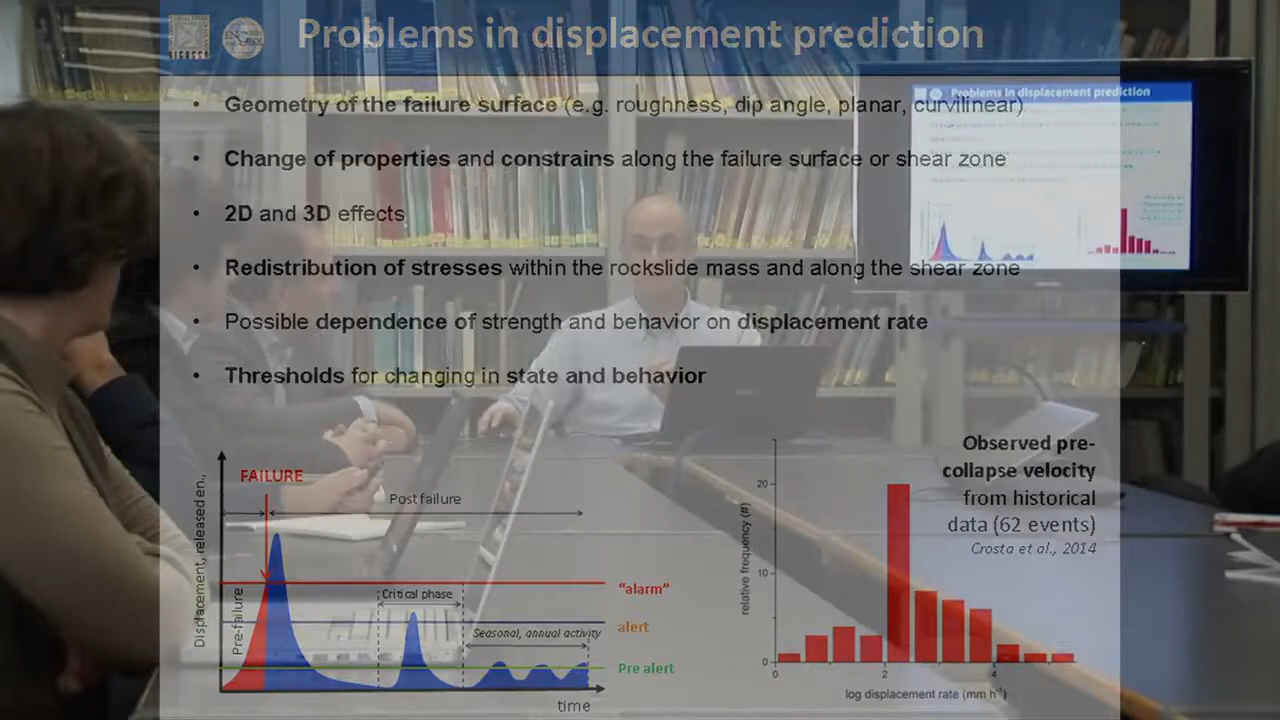 Problems in displacement prediction
• Geometry of the failure surface (e.g. roughness, dip angle, planar, curvilinear)
• Change of properties and constrains along the failure surface or shear zone
• 2D and 3D effects
• Redistribution of stresses within the rockslide mass and along the shear zone
• Possible dependence of strength and behavior on displacement rate
• Thresholds for changing in state and behavior
Problems in displacement prediction
Displacement, released en.,
FAILURE
Post failure
Pre-failure
Critical phase
Seasonal, annual activity
"alarm"
alert
Pre alert
time
Observed pre-
collapse velocity
from historical
data (62 events)
Crosta et al., 2014
relative frequency (#)
20
10
0
0
2
4
log displacement rate (mm h⁻¹)